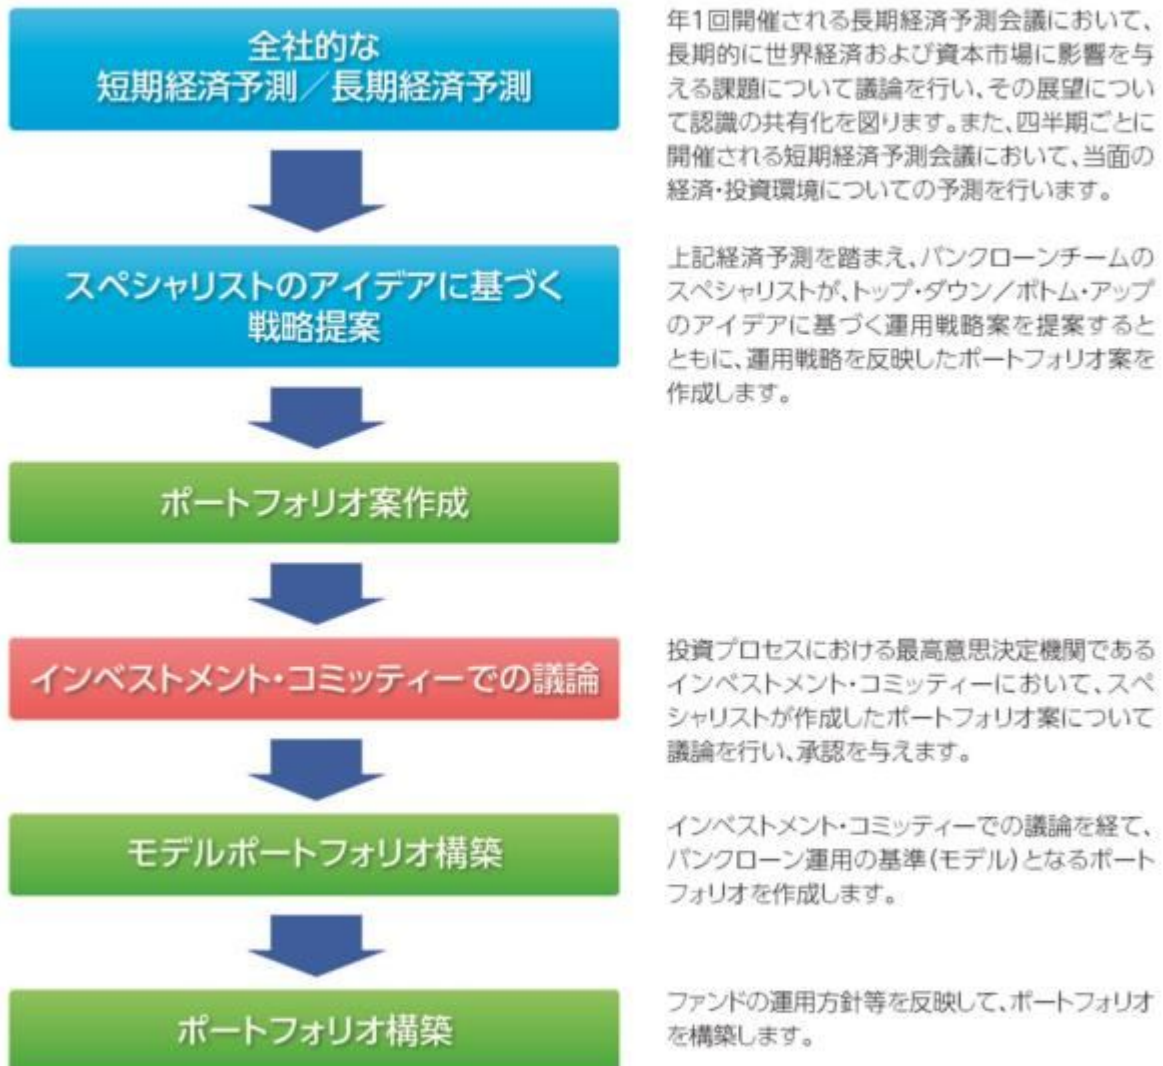 全社的な
短期経済予測／長期経済予測
年1回開催される長期経済予測会議において、
長期的に世界経済および資本市場に影響を与
える課題について議論を行い、その展望につい
て認識の共有化を図ります。また、四半期ごとに
開催される短期経済予測会議において、当面の
経済・投資環境についての予測を行います。
スペシャリストのアイデアに基づく
戦略提案
上記経済予測を踏まえ、バンクローンチームの
スペシャリストが、トップ・ダウン／ボトム・アップ
のアイデアに基づく運用戦略案を提案すると
ともに、運用戦略を反映したポートフォリオ案を
作成します。
ポートフォリオ案作成
インベストメント・コミッティーでの議論
投資プロセスにおける最高意思決定機関である
インベストメント・コミッティーにおいて、スペ
シャリストが作成したポートフォリオ案について
議論を行い、承認を与えます。
モデルポートフォリオ構築
インベストメント・コミッティーでの議論を経て、
バンクローン運用の基準(モデル)となるポート
フォリオを作成します。
ポートフォリオ構築
ファンドの運用方針等を反映して、ポートフォリオ
を構築します。